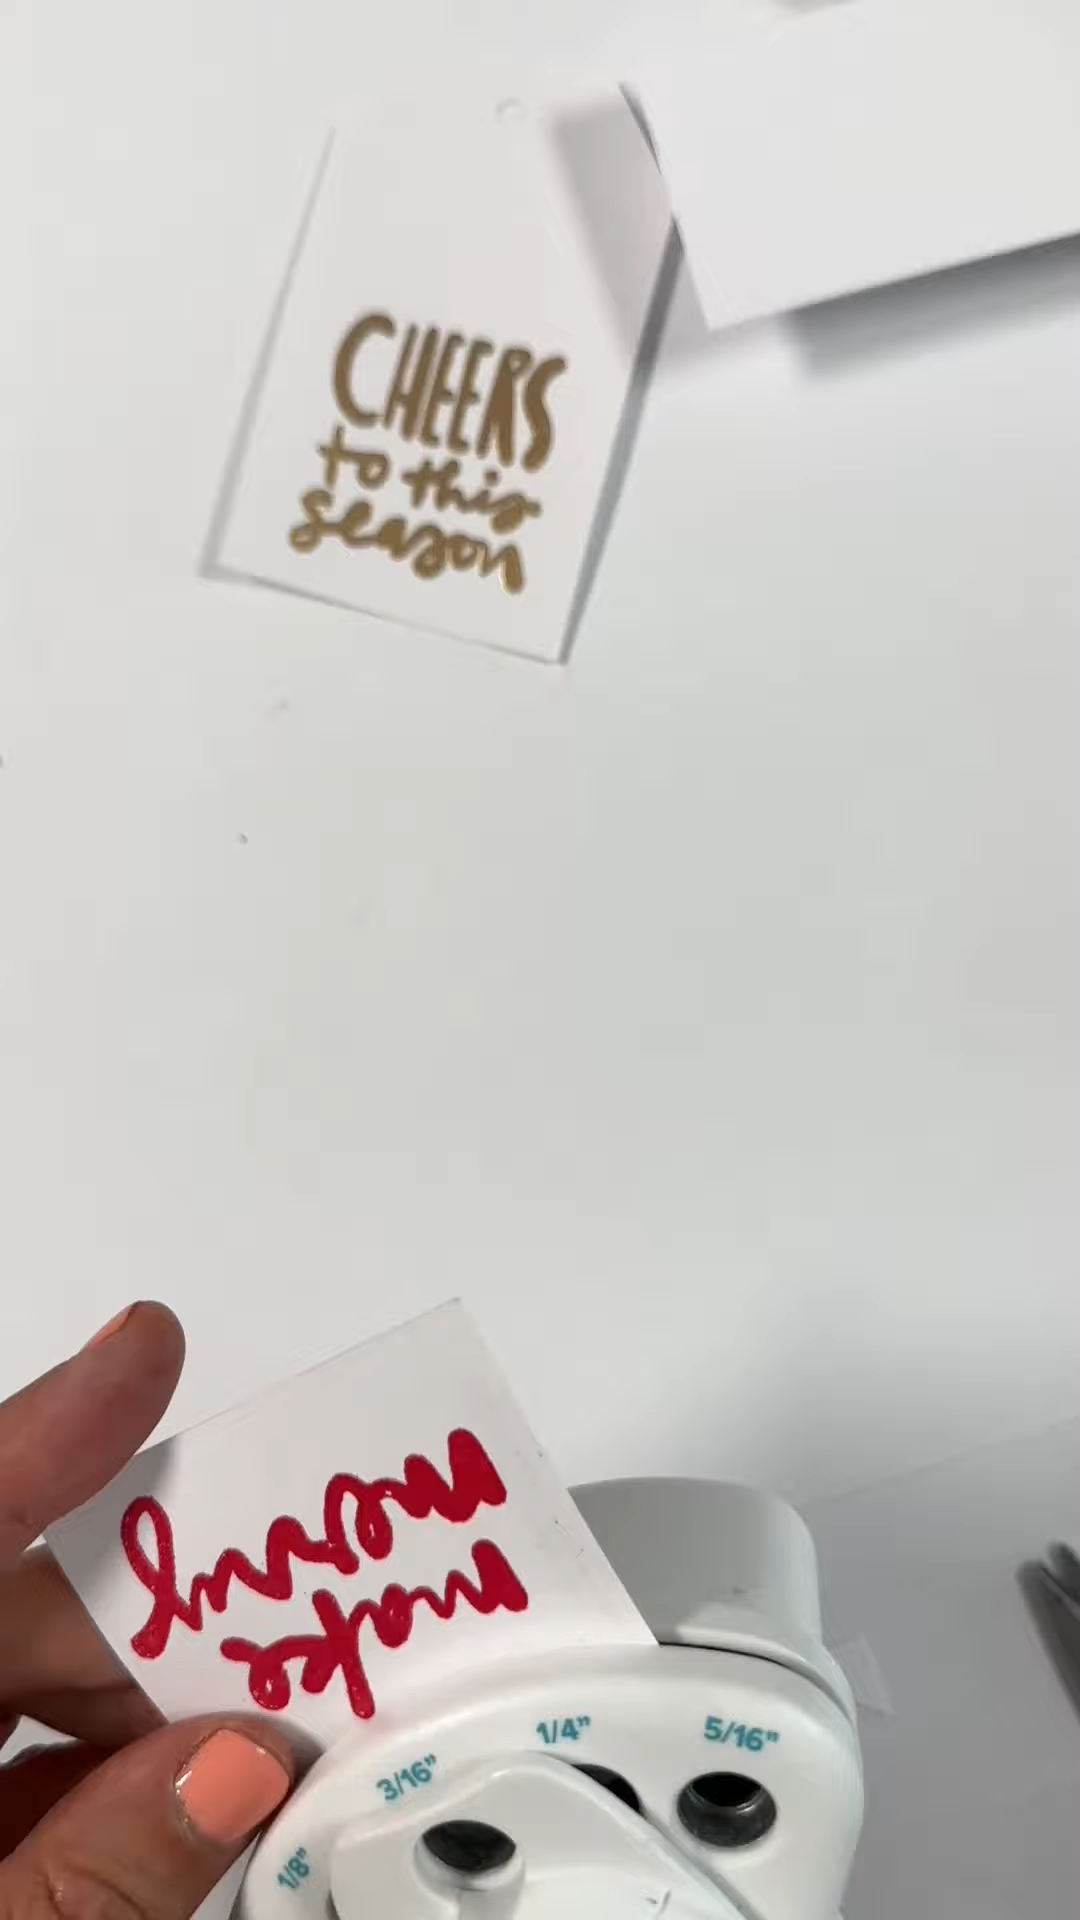 CHEERS
to this
season
make
merry
1/8"
3/16"
1/4"
5/16"